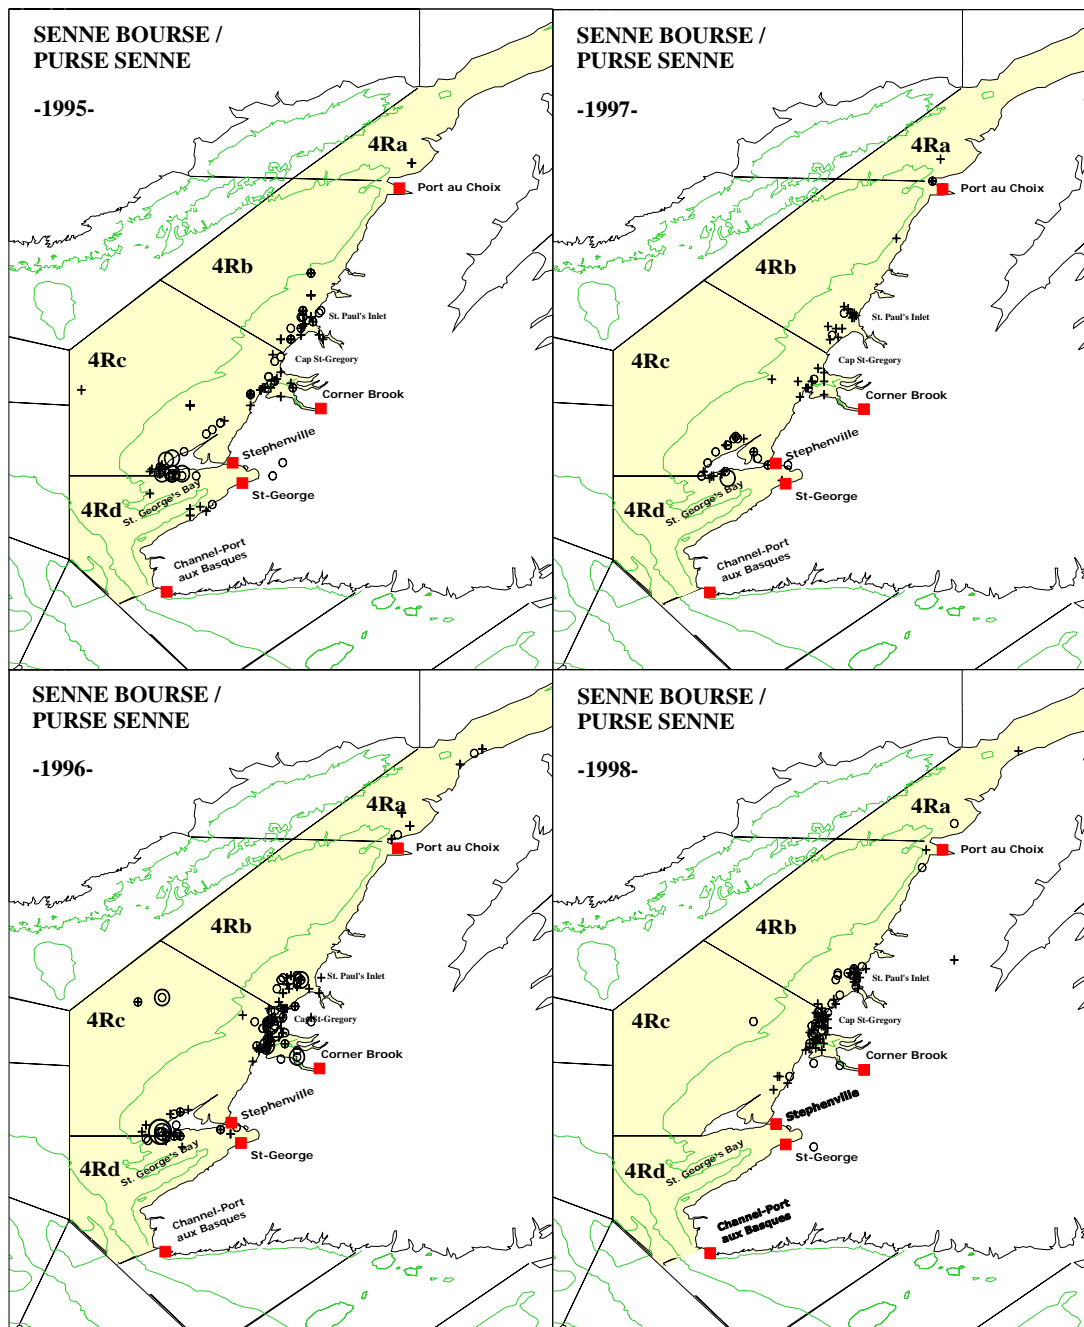 SENNE BOURSE /
PURSE SENNE
-1995-
4Ra
Port au Choix
4Rb
St. Paul's Inlet
4Rc
Cap St-Gregory
Corner Brook
Stephenville
St-George
4Rd
St. George's Bay
Channel-Port
aux Basques
SENNE BOURSE /
PURSE SENNE
-1997-
4Ra
Port au Choix
4Rb
St. Paul's Inlet
4Rc
Cap St-Gregory
Corner Brook
Stephenville
St-George
4Rd
St. George's Bay
Channel-Port
aux Basques
SENNE BOURSE /
PURSE SENNE
-1996-
4Ra
Port au Choix
4Rb
St. Paul's Inlet
4Rc
Cap St-Gregory
Corner Brook
Stephenville
St-George
4Rd
St. George's Bay
Channel-Port
aux Basques
SENNE BOURSE /
PURSE SENNE
-1998-
4Ra
Port au Choix
4Rb
St. Paul's Inlet
4Rc
Cap St-Gregory
Corner Brook
Stephenville
St-George
4Rd
St. George's Bay
Channel-Port
aux Basques